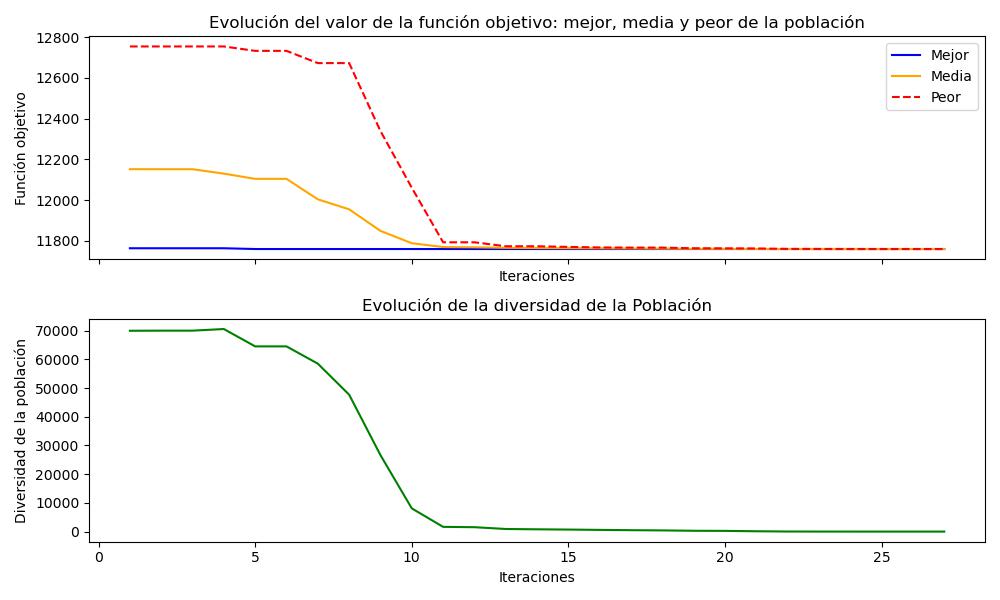 Evolución del valor de la función objetivo: mejor, media y peor de la población
12800
12600
12400
12200
12000
11800
Función objetivo
Mejor
Media
Peor
Iteraciones
Evolución de la diversidad de la Población
70000
60000
50000
40000
30000
20000
10000
0
Diversidad de la población
0 5 10 15 20 25
Iteraciones